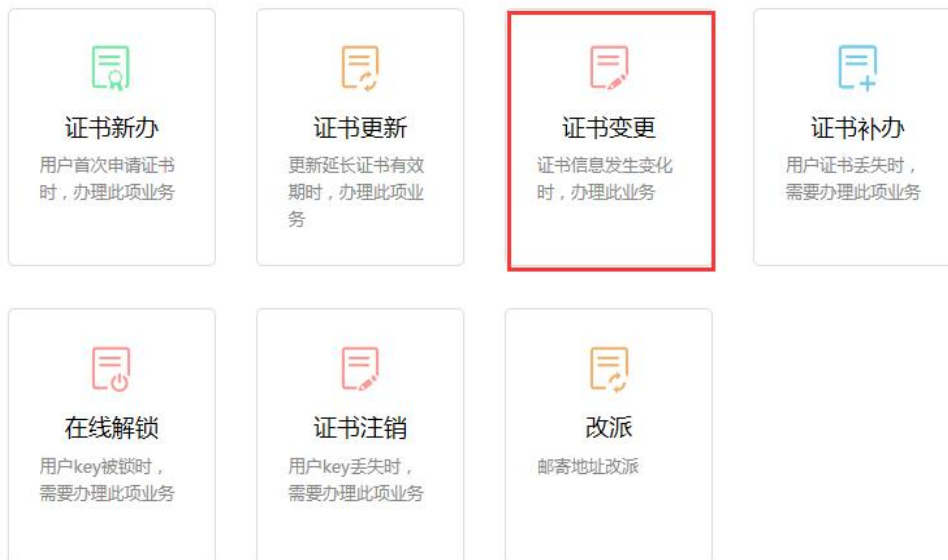 证书新办
用户首次申请证书
时，办理此项业务
证书更新
更新延长证书有效
期时，办理此项业
务
证书变更
证书信息发生变化
时，办理此业务
证书补办
用户证书丢失时，
需要办理此项业务
在线解锁
用户key被锁时，
需要办理此项业务
证书注销
用户key丢失时，
需要办理此项业务
改派
邮寄地址改派